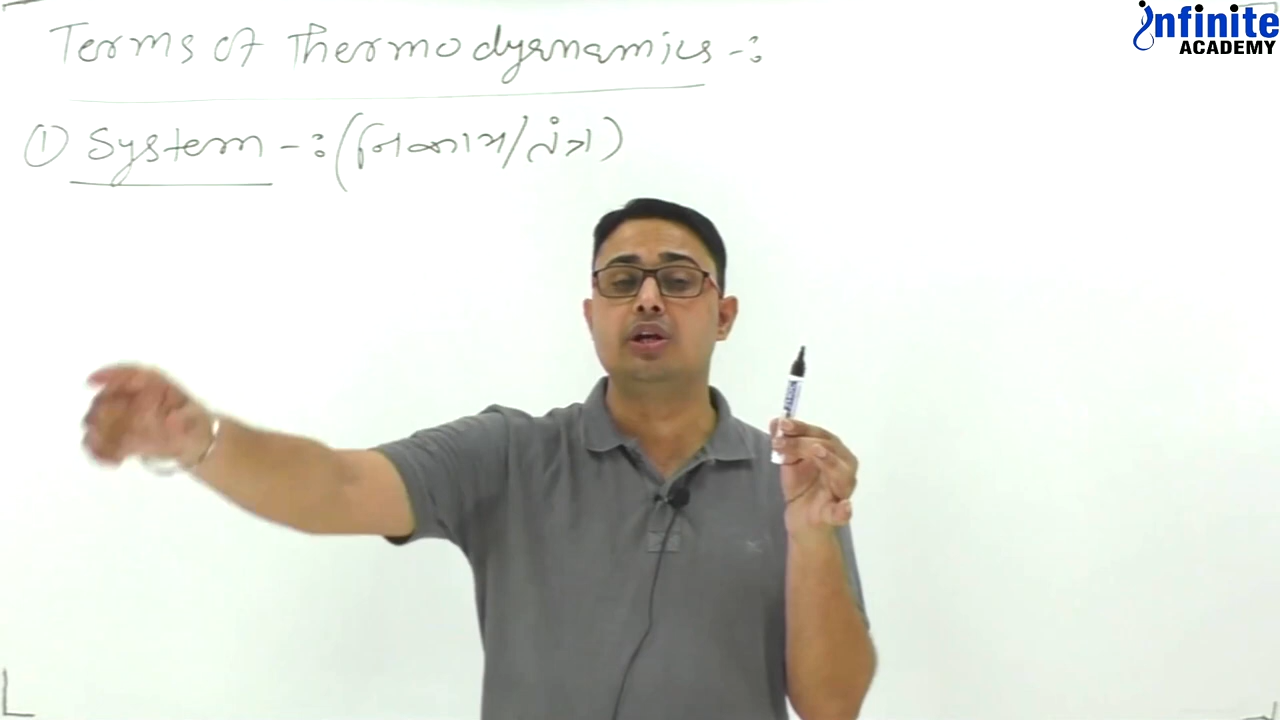 Infinite
ACADEMY
Terms of Thermodynamics -:
① System -: (નિકાય/તંત્ર)